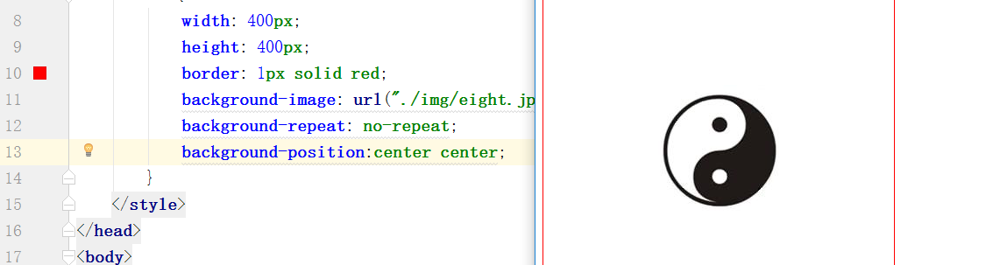 8 width: 400px;
9 height: 400px;
10 border: 1px solid red;
11 background-image: url("./img/eight.jp
12 background-repeat: no-repeat;
13 background-position:center center;
14 }
15 </style>
16 </head>
17 <body>